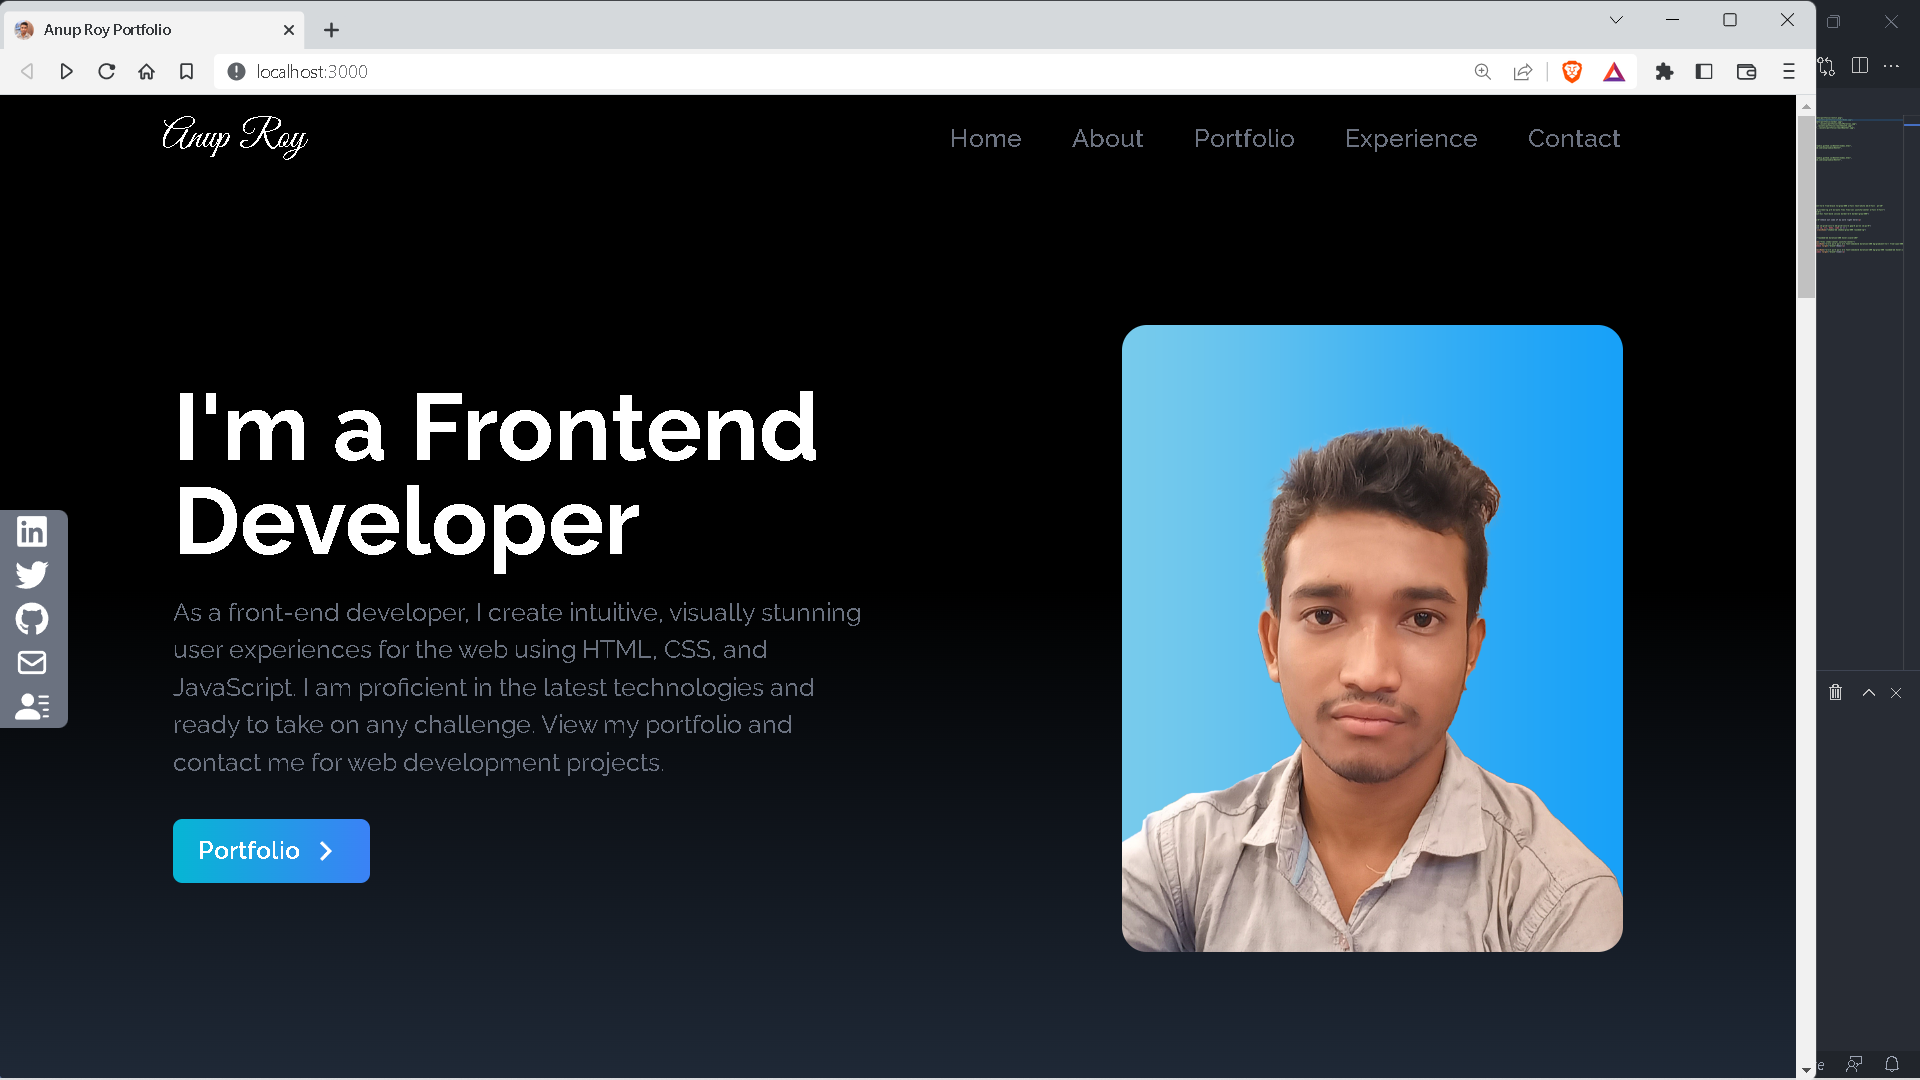 Anup Roy Portfolio
localhost:3000
Anup Roy
Home
About
Portfolio
Experience
Contact
I'm a Frontend
Developer
As a front-end developer, I create intuitive, visually stunning
user experiences for the web using HTML, CSS, and
JavaScript. I am proficient in the latest technologies and
ready to take on any challenge. View my portfolio and
contact me for web development projects.
Portfolio
in